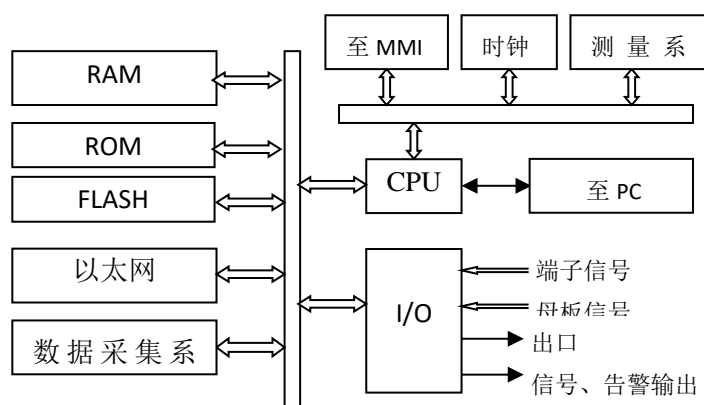 至 MMI
时钟
测 量 系
RAM
ROM
FLASH
以太网
数 据 采 集 系
CPU
至 PC
I/O
端子信号
母板信号
出口
信号、告警输出